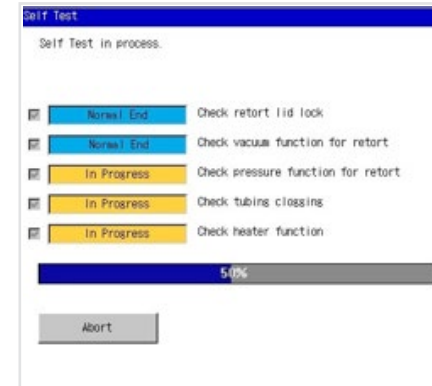 Self Test
Self Test in process.
Normal End Check retort lid lock
Normal End Check vacuum function for retort
In Progress Check pressure function for retort
In Progress Check tubing clogging
In Progress Check heater function
50%
Abort